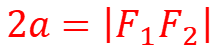 2a = |F₁F₂|